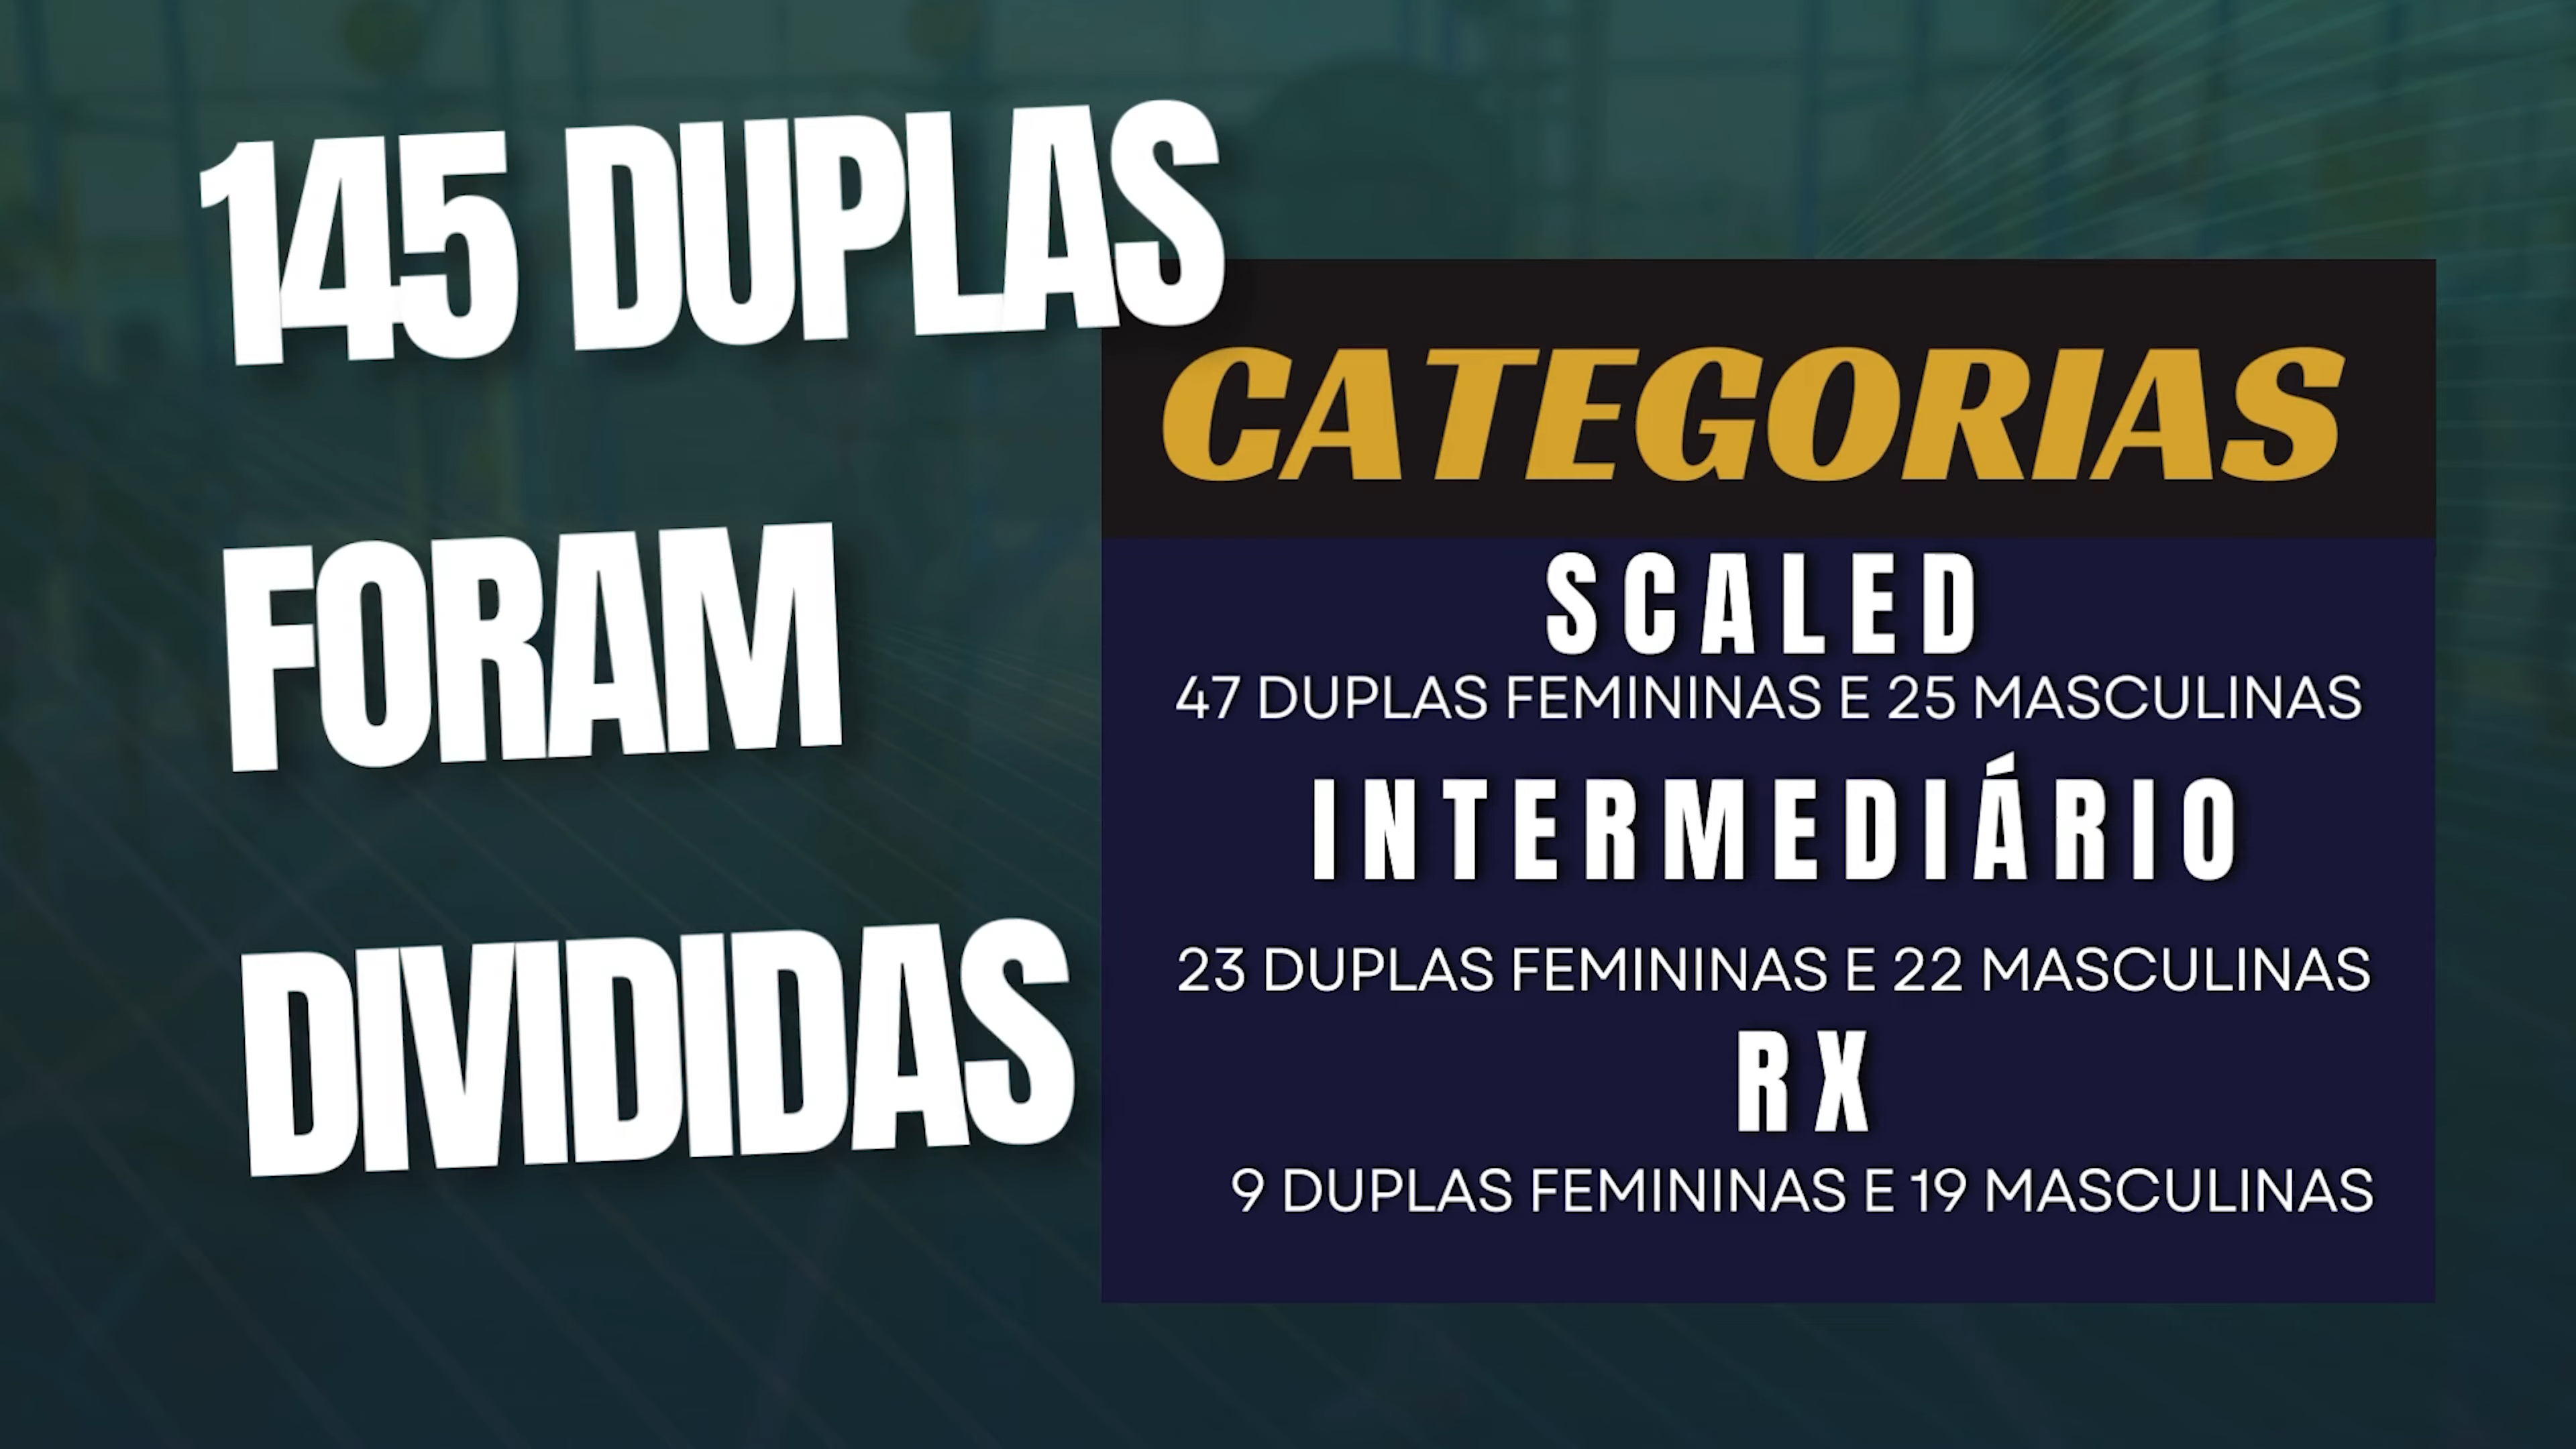 145 DUPLAS
FORAM
DIVIDIDAS
CATEGORIAS
SCALED
47 DUPLAS FEMININAS E 25 MASCULINAS
INTERMEDIÁRIO
23 DUPLAS FEMININAS E 22 MASCULINAS
RX
9 DUPLAS FEMININAS E 19 MASCULINAS